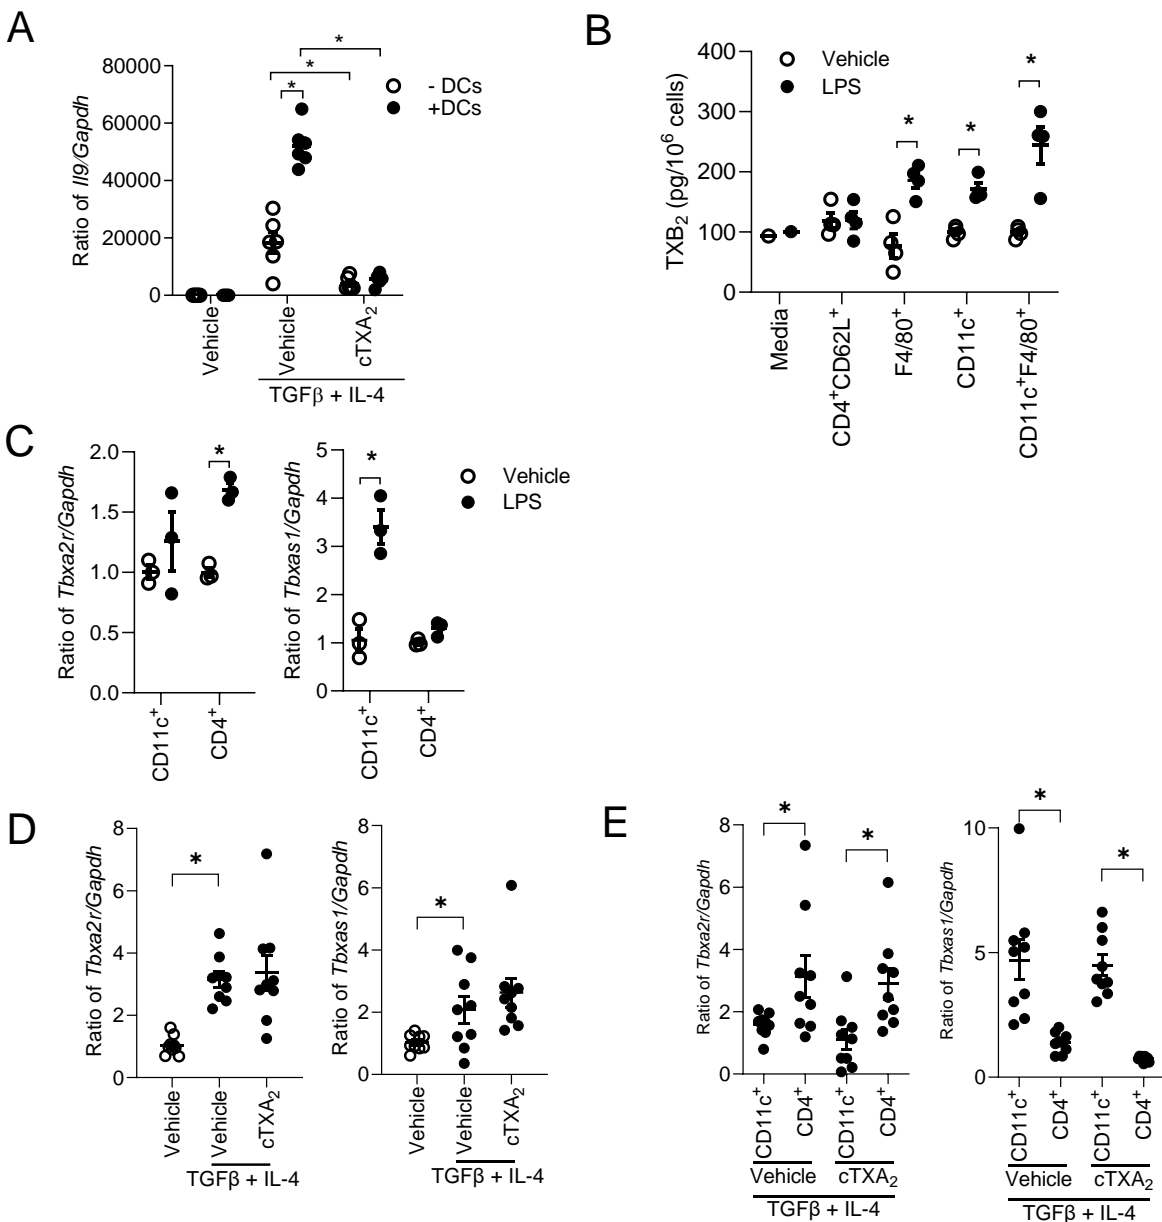 A
Ratio of Il9/Gapdh
80000
60000
40000
20000
0
*
*
*
- DCs
+DCs
Vehicle
Vehicle
cTXA2
TGFβ + IL-4
B
TXB2 (pg/10^6 cells)
400
300
200
100
0
Vehicle
LPS
*
*
*
Media
CD4+CD62L+
F4/80+
CD11c+
CD11c+F4/80+
C
Ratio of Tbxa2r/Gapdh
2.0
1.5
1.0
0.5
0.0
*
CD11c+
CD4+
Ratio of Tbxas1/Gapdh
5
4
3
2
1
0
*
CD11c+
CD4+
Vehicle
LPS
D
Ratio of Tbxa2r/Gapdh
8
6
4
2
0
*
Vehicle
Vehicle
cTXA2
TGFβ + IL-4
Ratio of Tbxas1/Gapdh
8
6
4
2
0
*
Vehicle
Vehicle
cTXA2
TGFβ + IL-4
E
Ratio of Tbxa2r/Gapdh
8
6
4
2
0
*
*
CD11c+
CD4+
CD11c+
CD4+
Vehicle
cTXA2
TGFβ + IL-4
Ratio of Tbxas1/Gapdh
10
5
0
*
*
CD11c+
CD4+
CD11c+
CD4+
Vehicle
cTXA2
TGFβ + IL-4